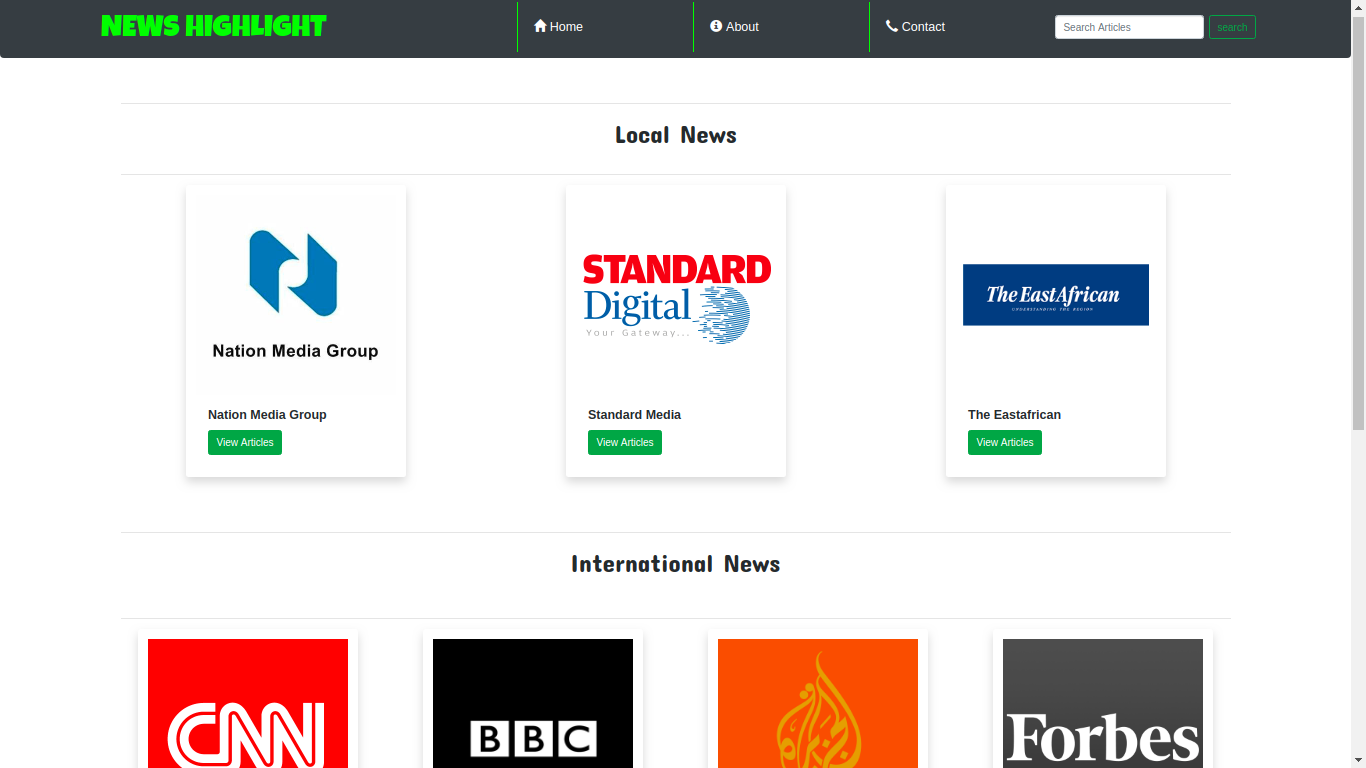 NEWS HIGHLIGHT
Home
About
Contact
Search Articles
search
Local News
Nation Media Group
STANDARD
Digital
Your Gateway...
The EastAfrican
UNDERSTANDING THE REGION
Nation Media Group
Standard Media
The Eastafrican
View Articles
View Articles
View Articles
International News
CNN
BBC
Forbes